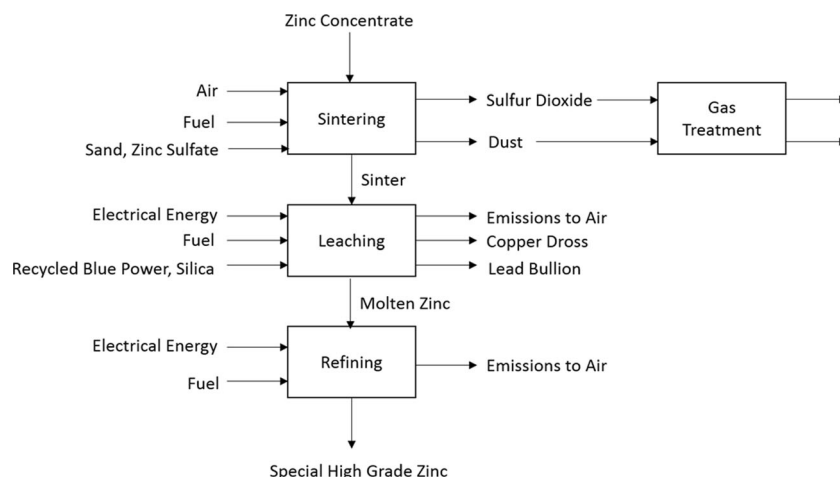 Zinc Concentrate
Air
Fuel
Sand, Zinc Sulfate
Sintering
Sulfur Dioxide
Dust
Gas
Treatment
Sinter
Electrical Energy
Fuel
Recycled Blue Power, Silica
Leaching
Emissions to Air
Copper Dross
Lead Bullion
Molten Zinc
Electrical Energy
Fuel
Refining
Emissions to Air
Special High Grade Zinc